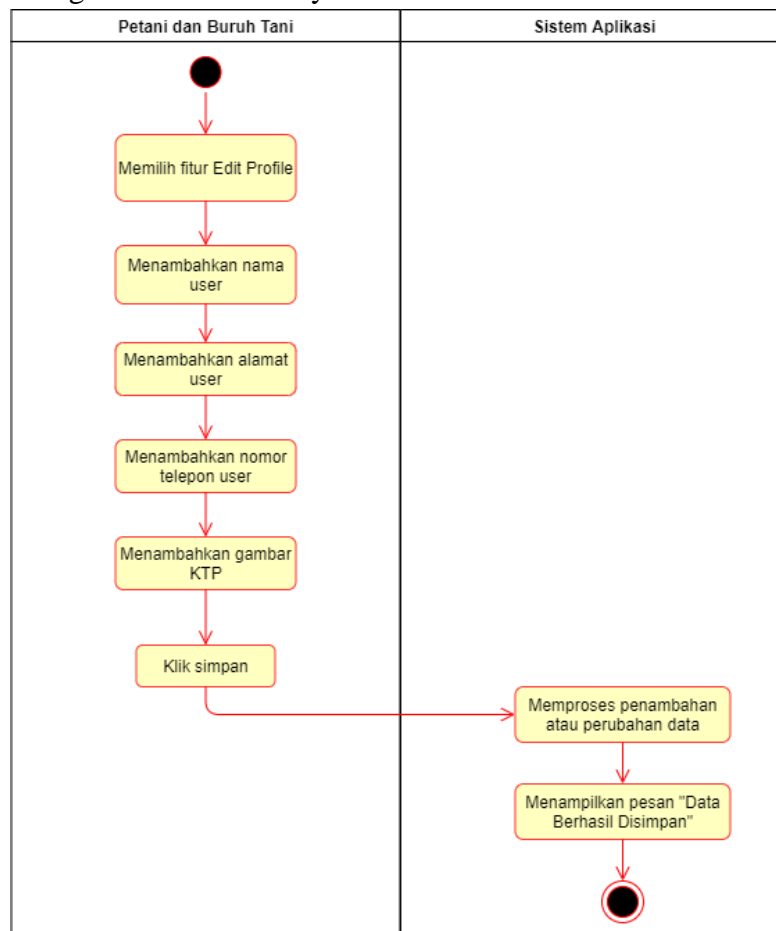 Petani dan Buruh Tani
Sistem Aplikasi
Memilih fitur Edit Profile
Menambahkan nama
user
Menambahkan alamat
user
Menambahkan nomor
telepon user
Menambahkan gambar
KTP
Klik simpan
Memproses penambahan
atau perubahan data
Menampilkan pesan "Data
Berhasil Disimpan"